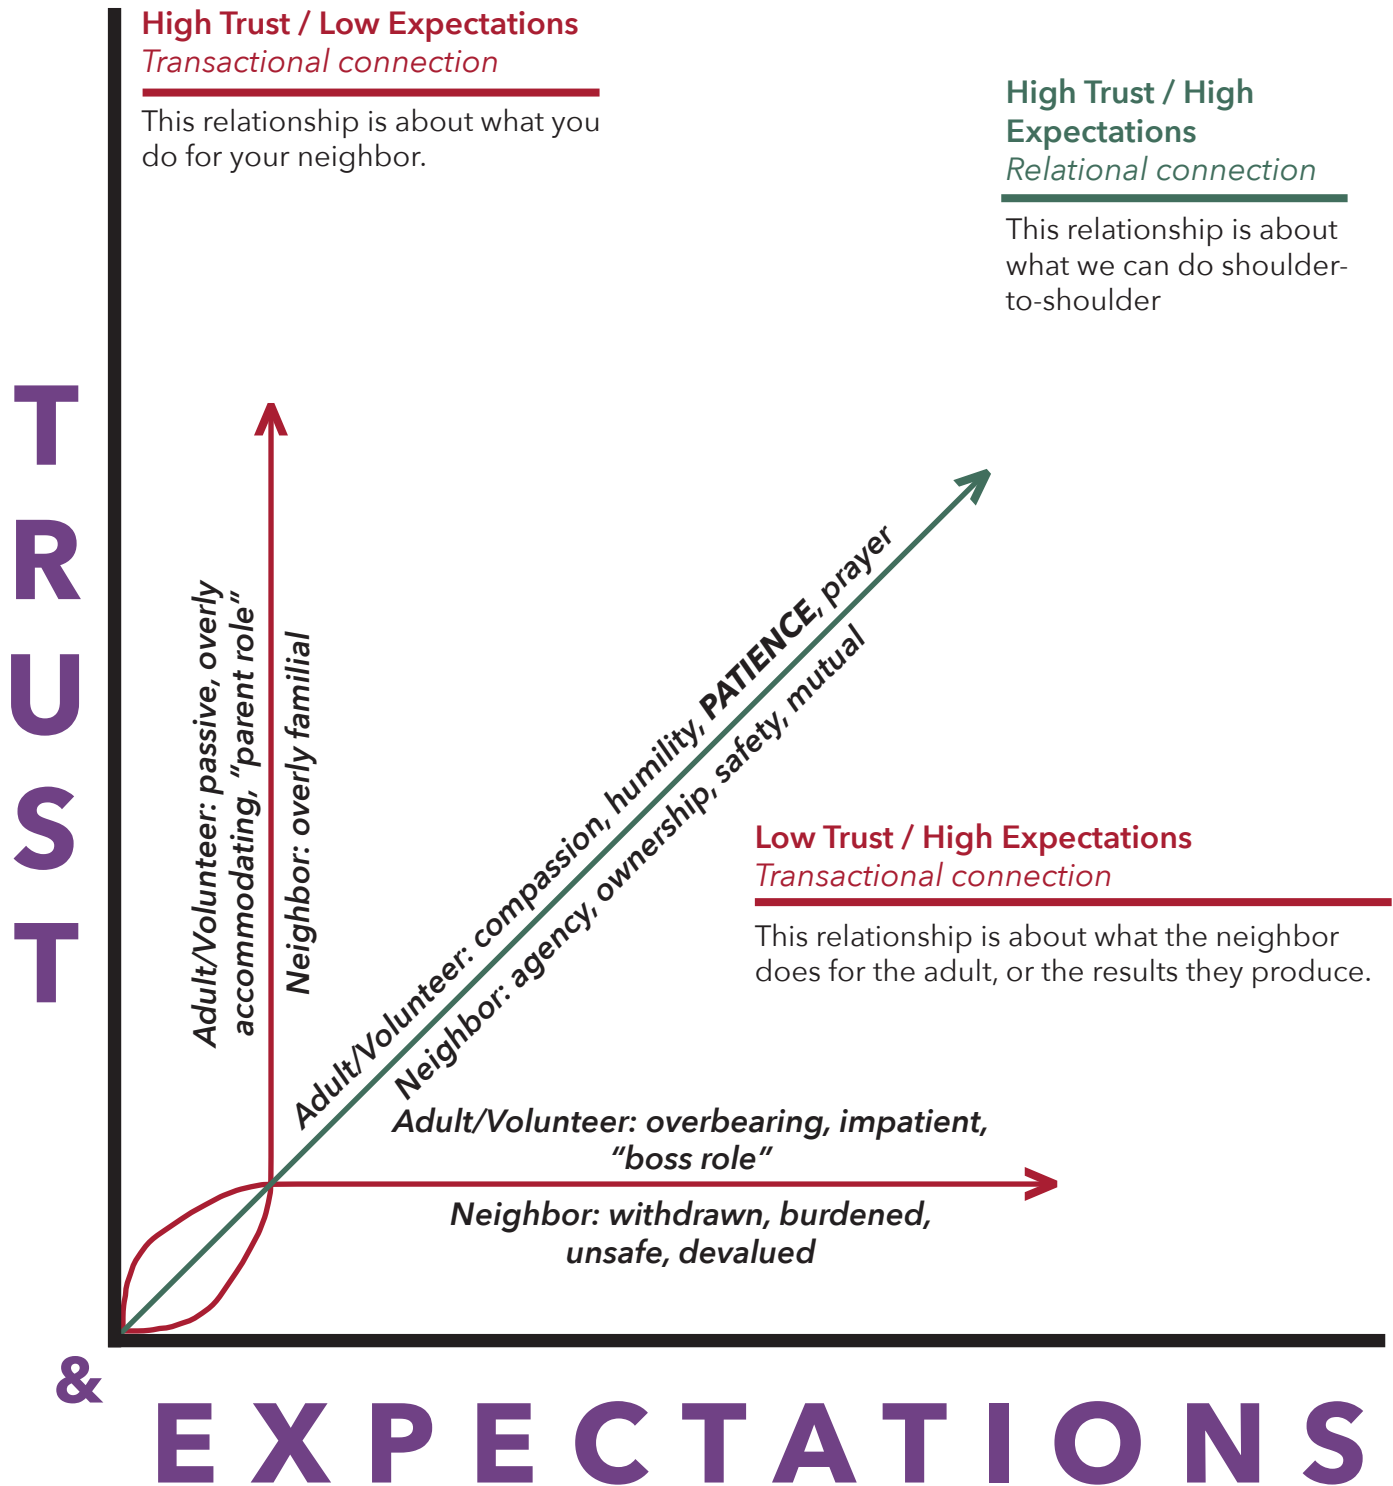 High Trust / Low Expectations
Transactional connection
This relationship is about what you
do for your neighbor.
High Trust / High
Expectations
Relational connection
This relationship is about
what we can do shoulder-
to-shoulder
TRUST
Adult/Volunteer: passive, overly
accommodating, “parent role”
Neighbor: overly familial
Adult/Volunteer: compassion, humility, PATIENCE, prayer
Neighbor: agency, ownership, safety, mutual
Low Trust / High Expectations
Transactional connection
This relationship is about what the neighbor
does for the adult, or the results they produce.
Adult/Volunteer: overbearing, impatient,
“boss role”
Neighbor: withdrawn, burdened,
unsafe, devalued
&
EXPECTATIONS